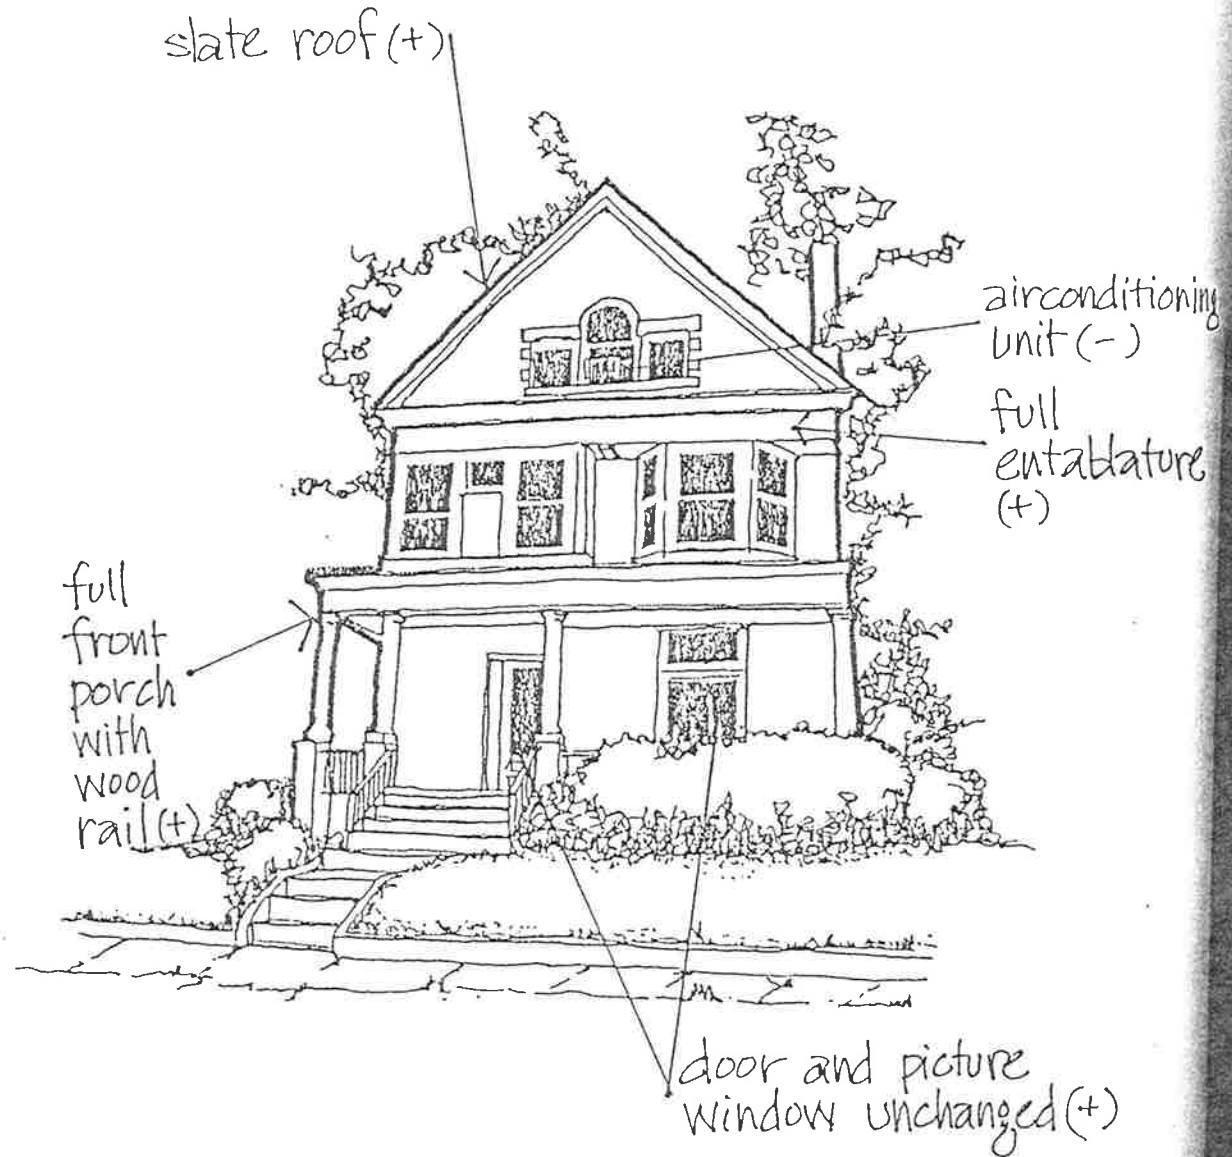 slate roof (+)
airconditioning
unit (-)
full
entablature
(+)
full
front
porch
with
wood
rail (+)
door and picture
window unchanged (+)